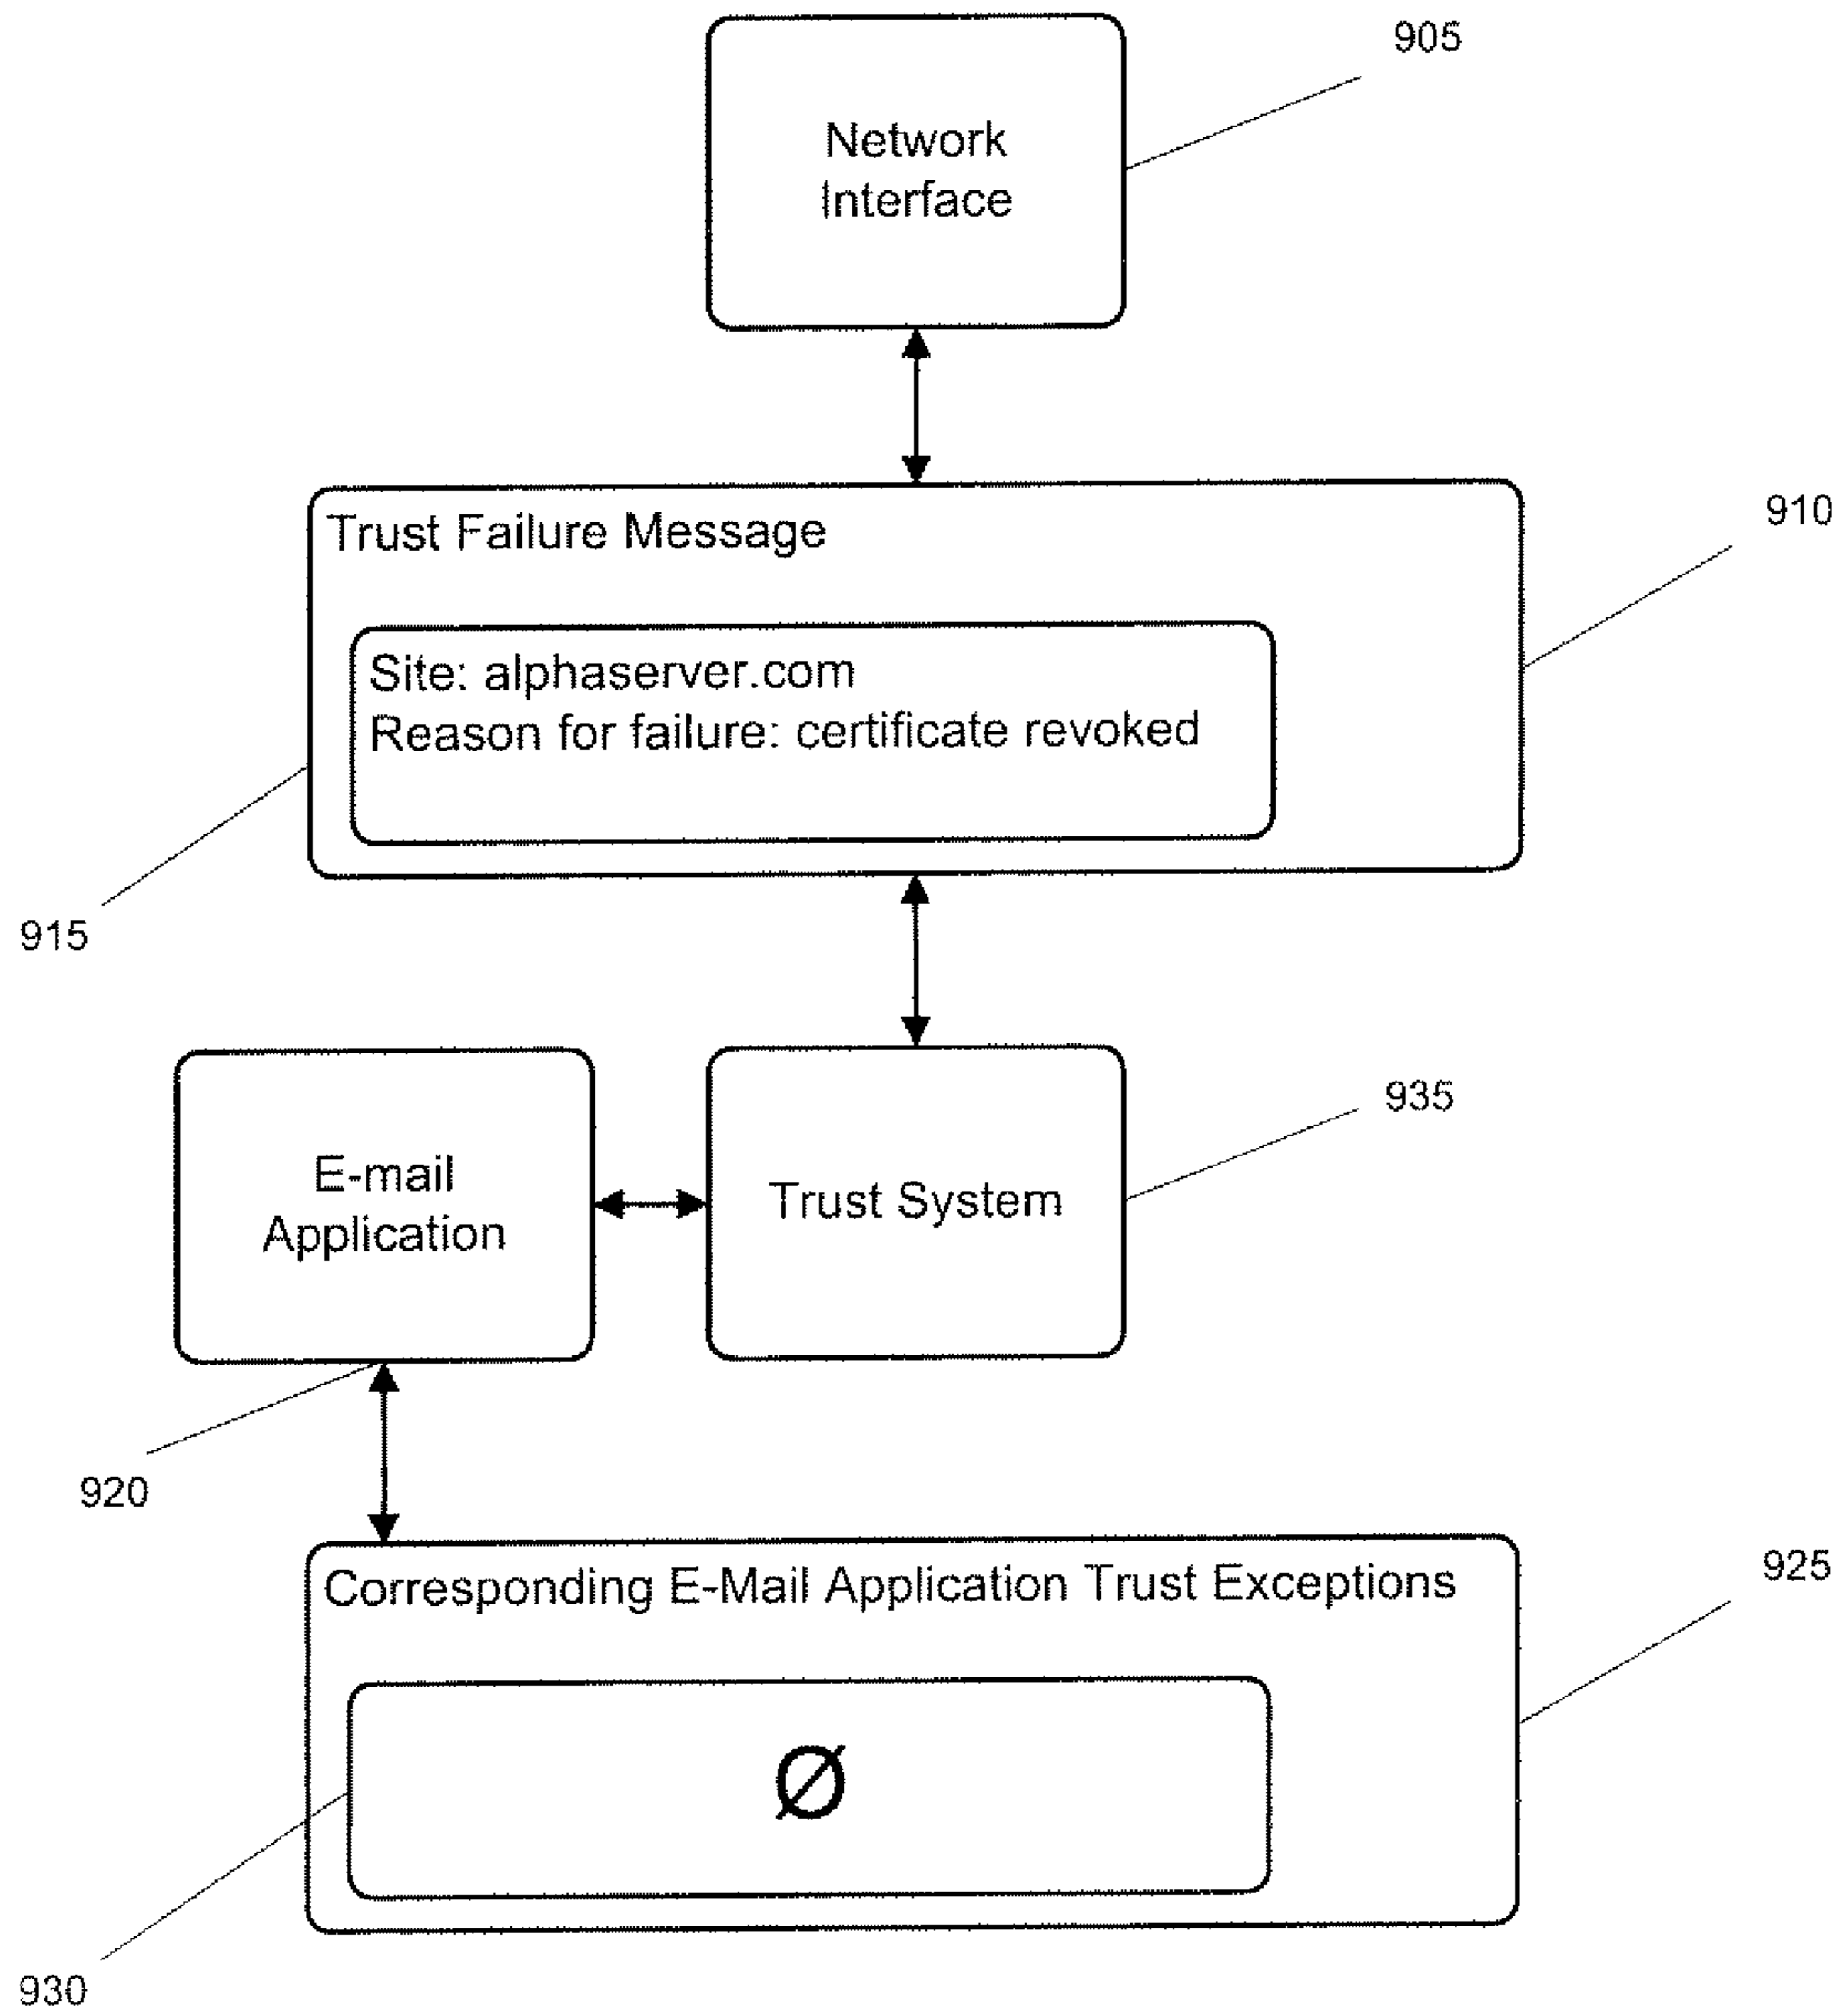 905
Network
Interface
910
Trust Failure Message
Site: alphaserver.com
Reason for failure: certificate revoked
915
935
E-mail
Application
Trust System
920
925
Corresponding E-Mail Application Trust Exceptions
Ø
930